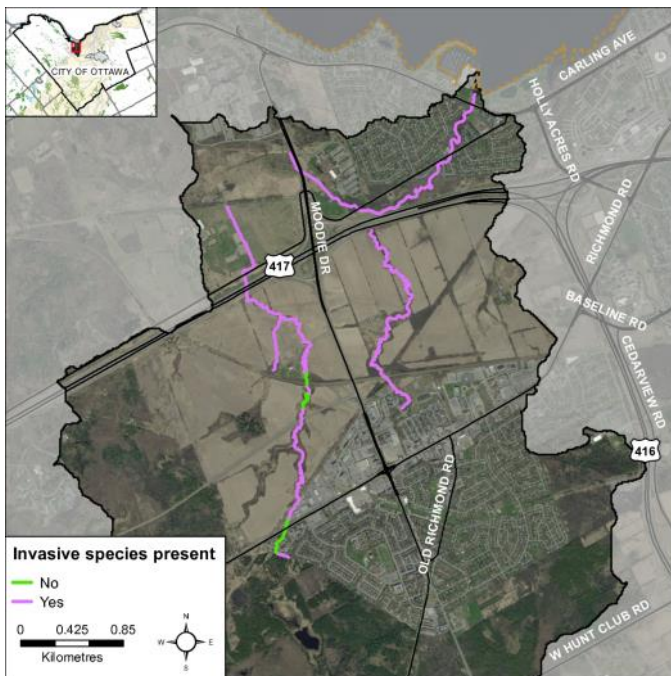 CITY OF OTTAWA
CARLING AVE
HOLLY ACRES RD
RICHMOND RD
MOODIE DR
417
BASELINE RD
CEDARVIEW RD
416
OLD RICHMOND RD
W HUNT CLUB RD
Invasive species present
No
Yes
0 0.425 0.85
Kilometres
N
W E
S